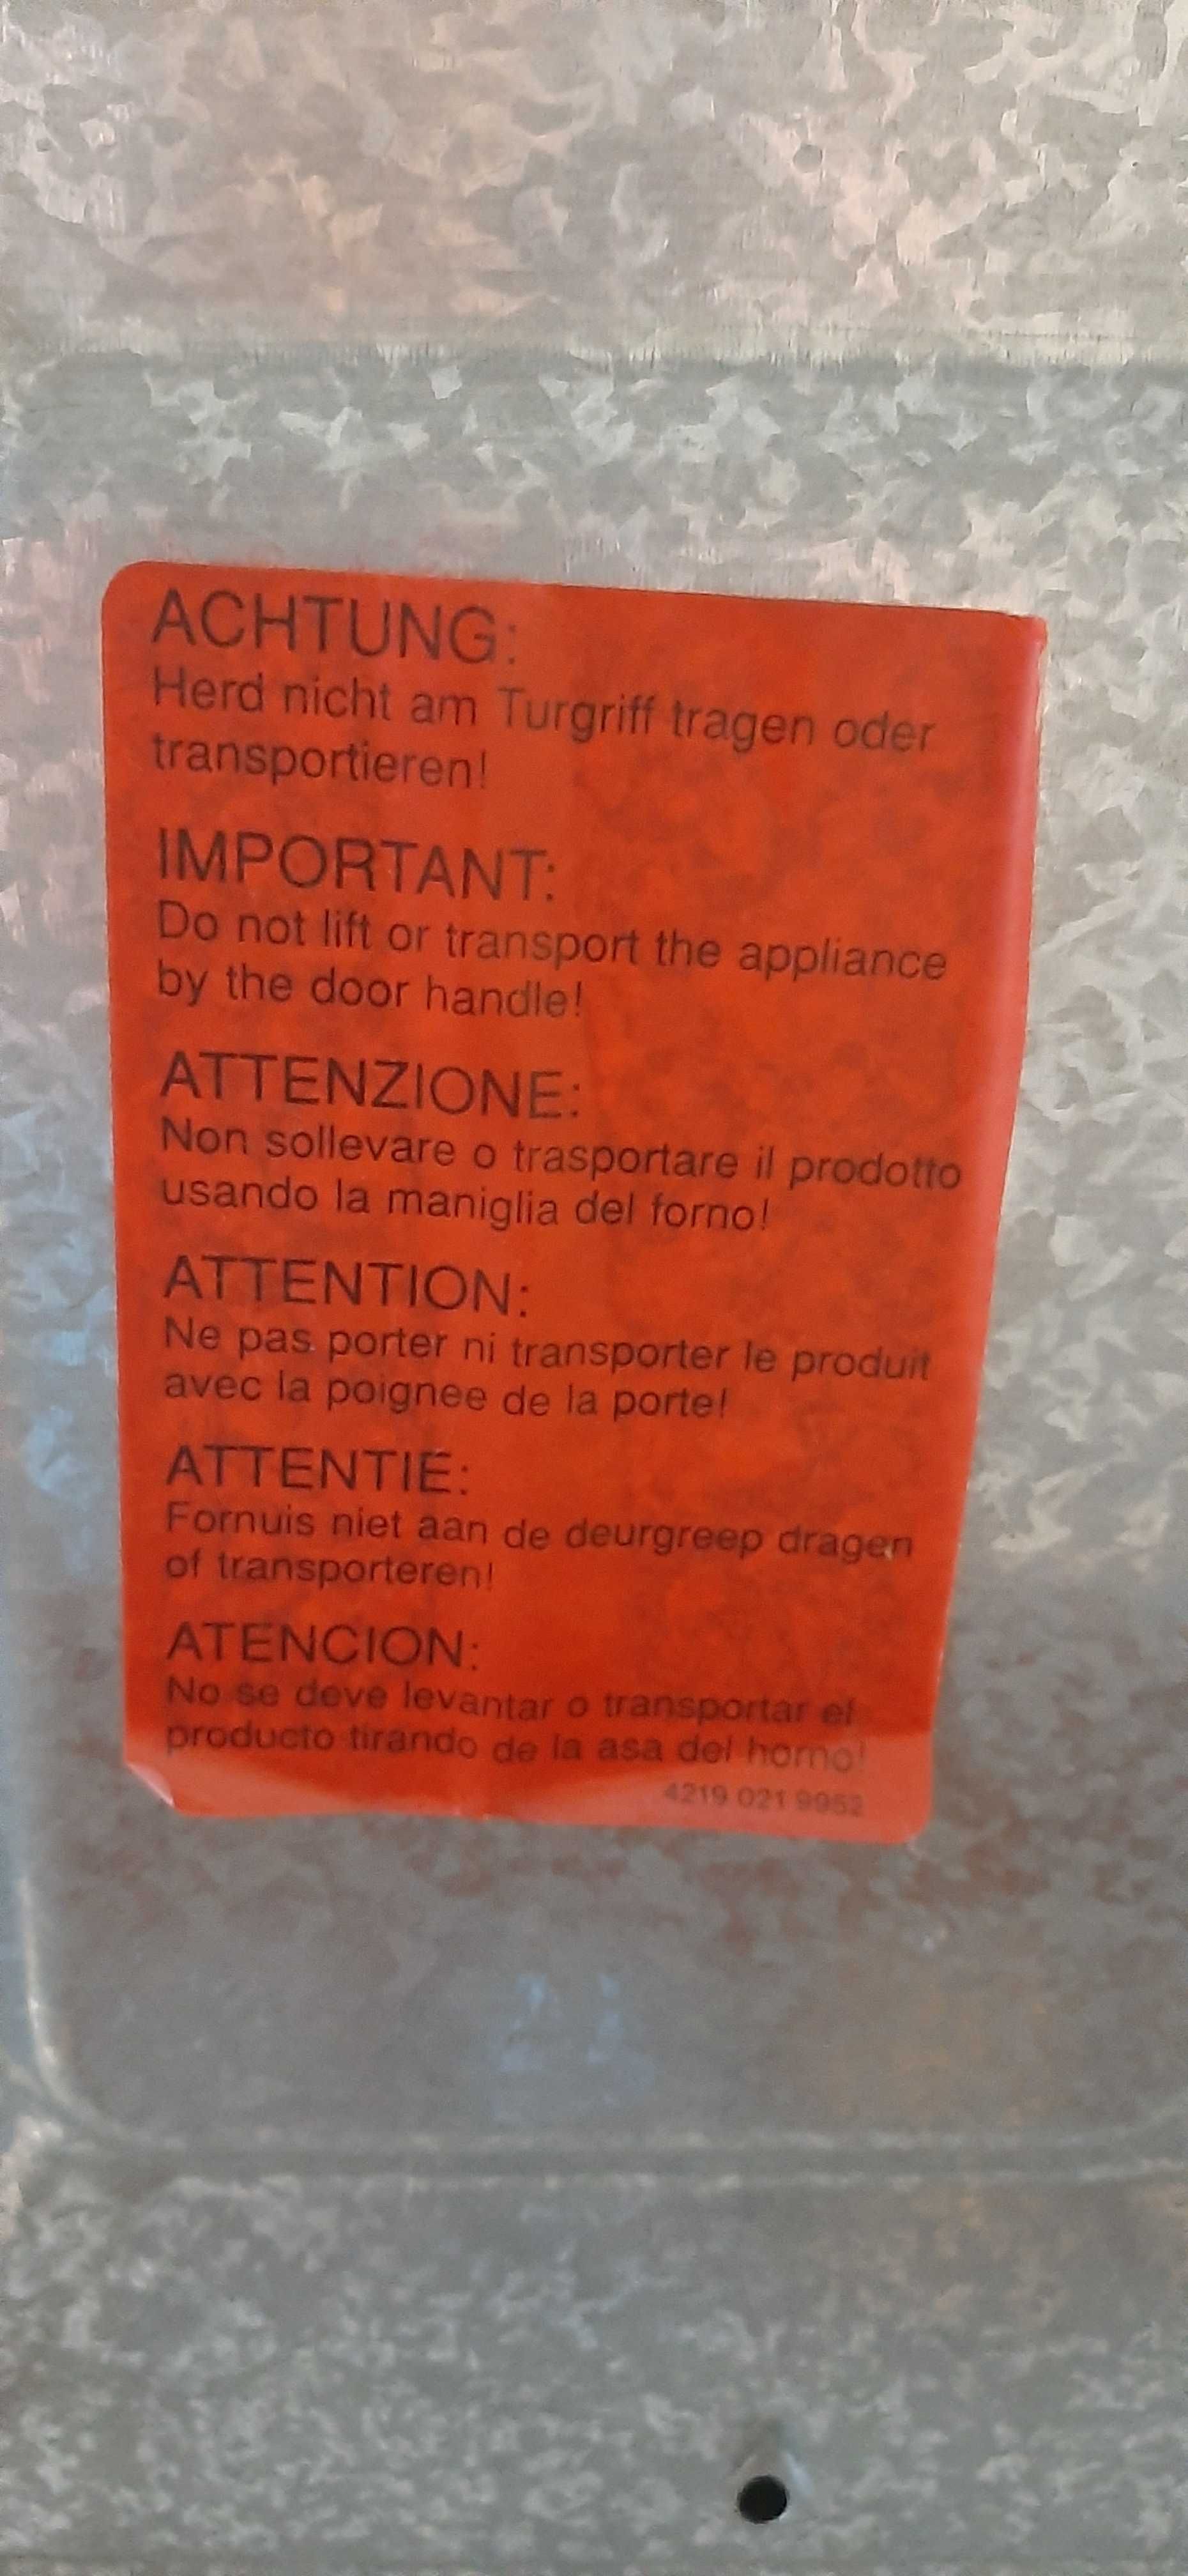 ACHTUNG:
Herd nicht am Turgriff tragen oder
transportieren!
IMPORTANT:
Do not lift or transport the appliance
by the door handle!
ATTENZIONE:
Non sollevare o trasportare il prodotto
usando la maniglia del forno!
ATTENTION:
Ne pas porter ni transporter le produit
avec la poignee de la porte!
ATTENTIE:
Fornuis niet aan de deurgreep dragen
of transporteren!
ATENCION:
No se deve levantar o transportar el
producto tirando de la asa del horno!
4219 021 9952